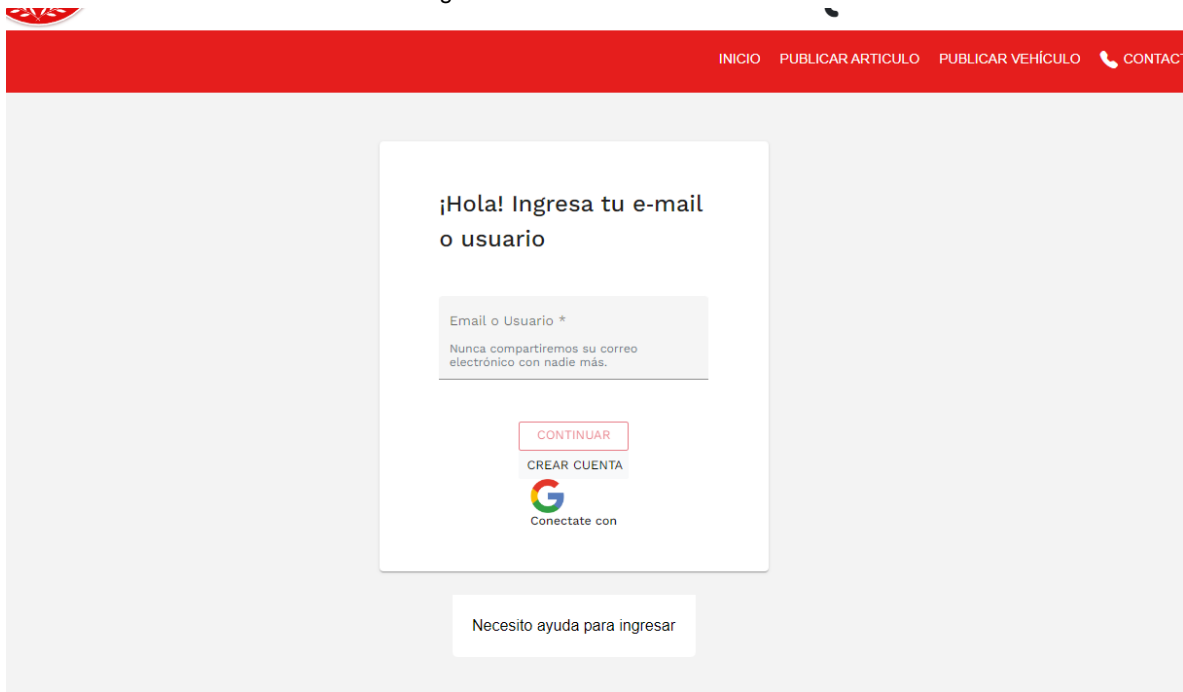 INICIO PUBLICAR ARTICULO PUBLICAR VEHÍCULO
¡Hola! Ingresa tu e-mail
o usuario
Email o Usuario *
Nunca compartiremos su correo
electrónico con nadie más.
CONTINUAR
CREAR CUENTA
Conectate con
Necesito ayuda para ingresar